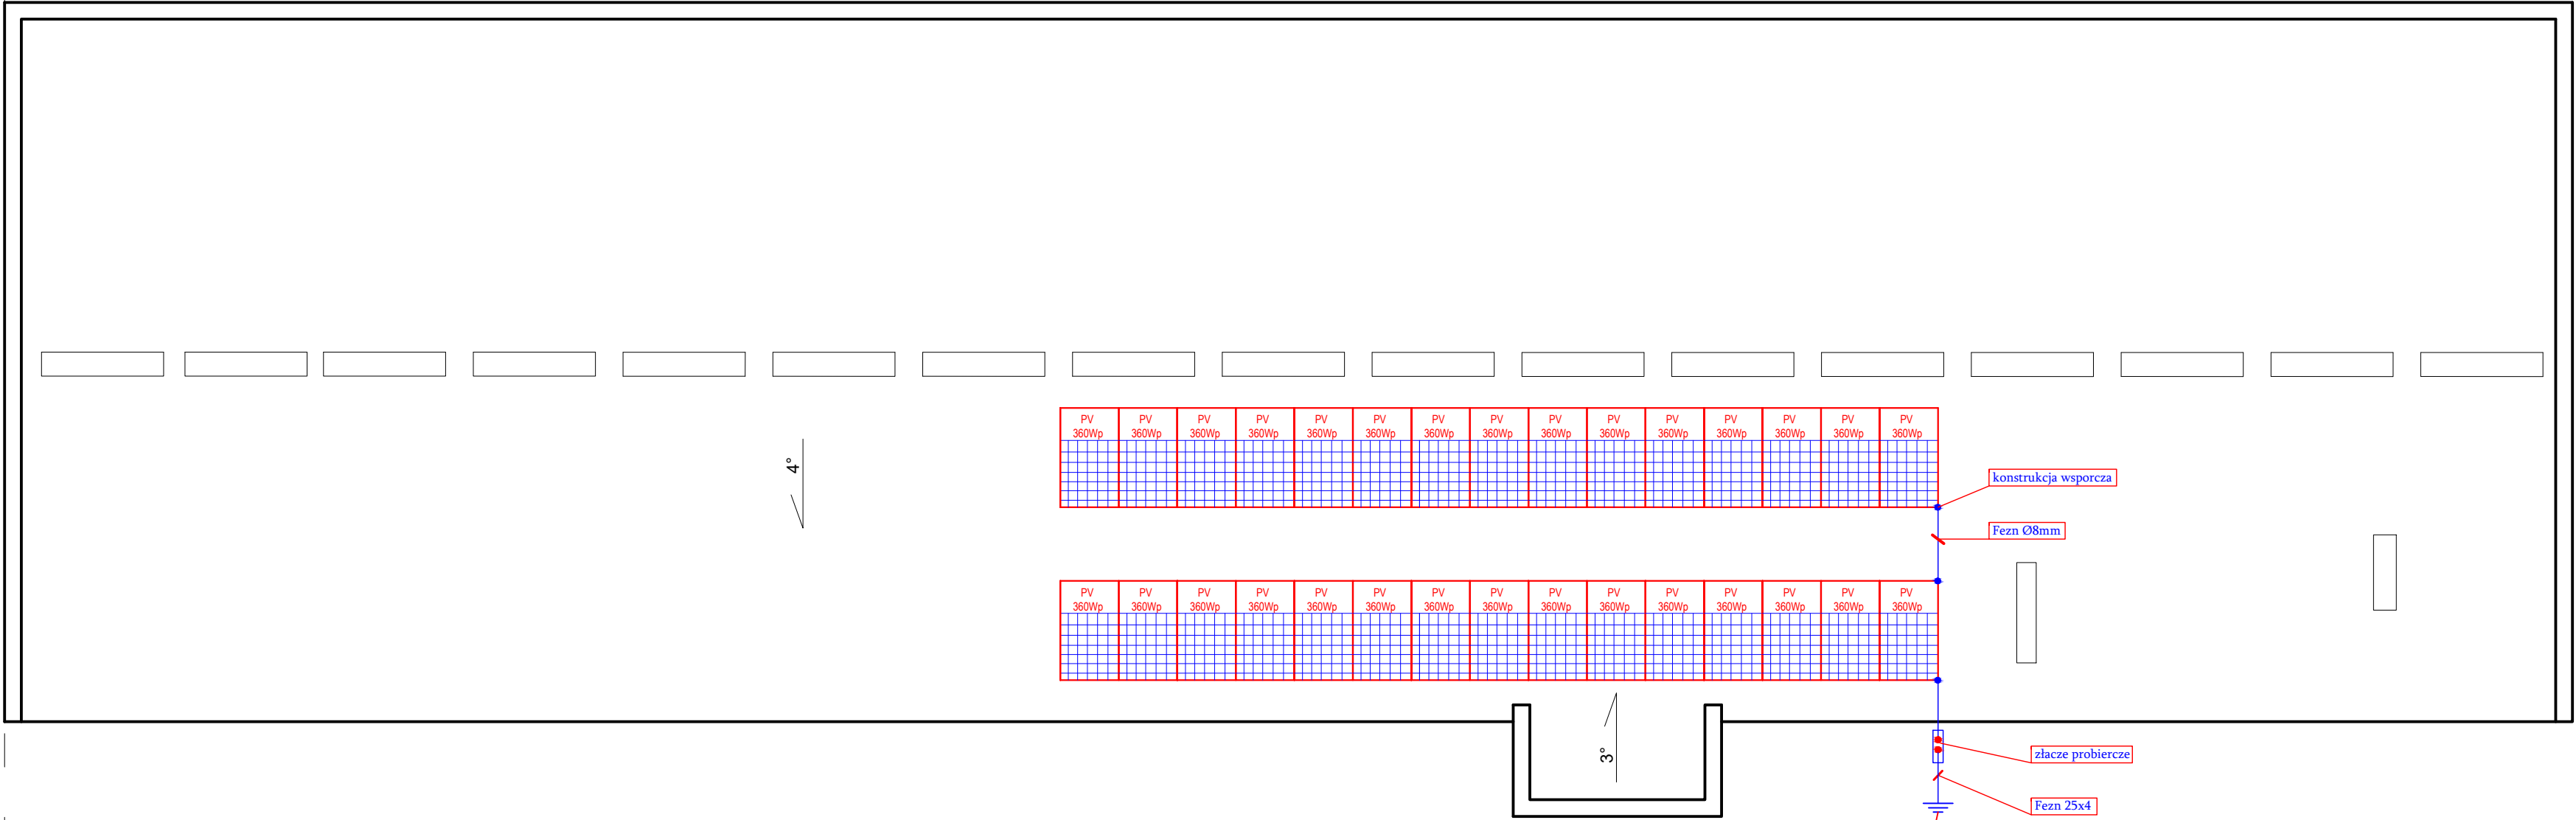 PV PV PV PV PV PV PV PV PV PV PV PV PV PV PV
360Wp 360Wp 360Wp 360Wp 360Wp 360Wp 360Wp 360Wp 360Wp 360Wp 360Wp 360Wp 360Wp 360Wp 360Wp
4°
konstrukcja wsporcza
Fezn Ø8mm
PV PV PV PV PV PV PV PV PV PV PV PV PV PV PV
360Wp 360Wp 360Wp 360Wp 360Wp 360Wp 360Wp 360Wp 360Wp 360Wp 360Wp 360Wp 360Wp 360Wp 360Wp
3°
złacze probiercze
Fezn 25x4